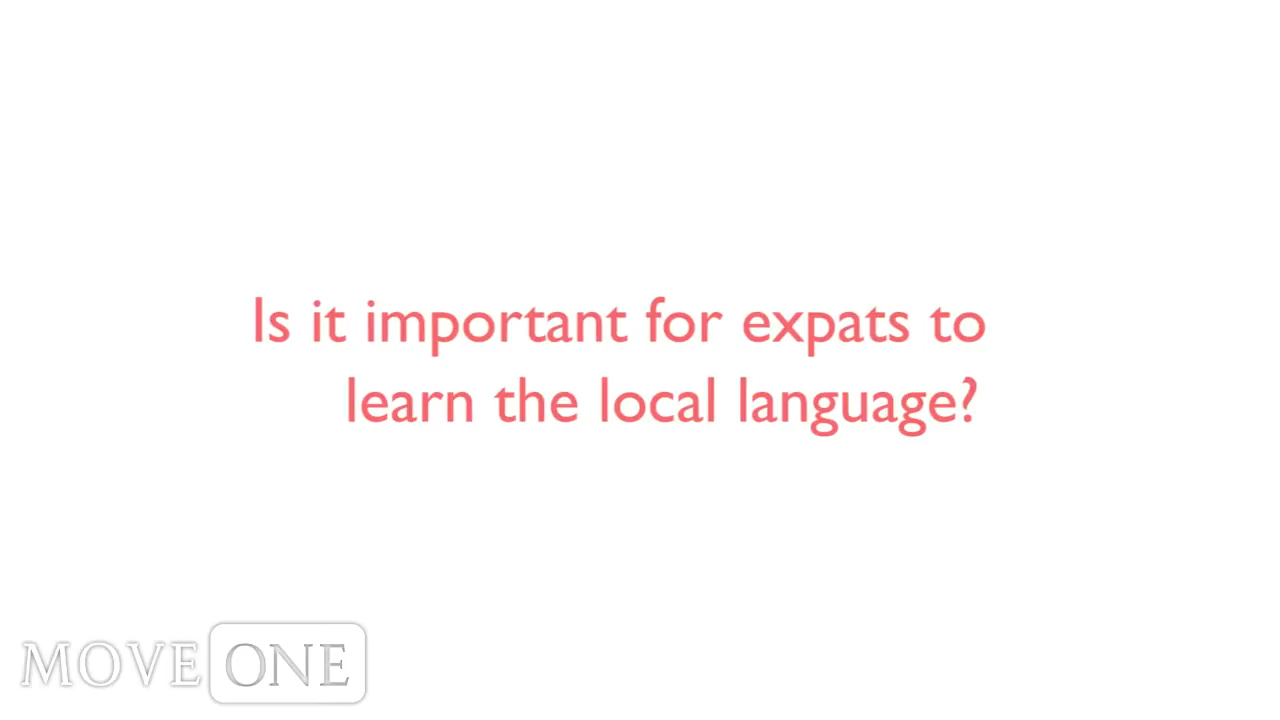 Is it important for expats to
learn the local language?
MOVE ONE